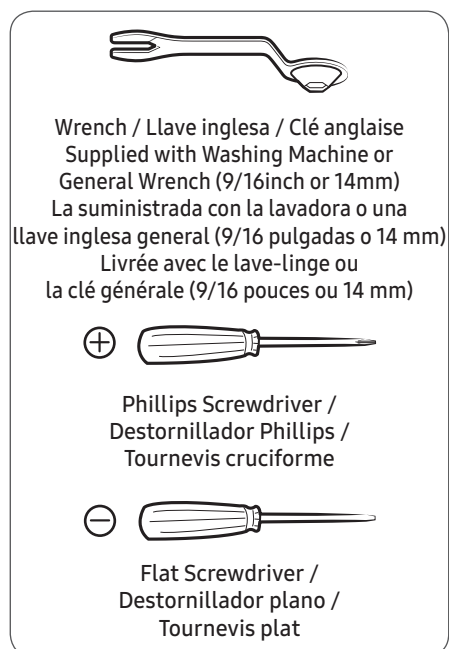 Wrench / Llave inglesa / Clé anglaise
Supplied with Washing Machine or
General Wrench (9/16inch or 14mm)
La suministrada con la lavadora o una
llave inglesa general (9/16 pulgadas o 14 mm)
Livrée avec le lave-linge ou
la clé générale (9/16 pouces ou 14 mm)
Phillips Screwdriver /
Destornillador Phillips /
Tournevis cruciforme
Flat Screwdriver /
Destornillador plano /
Tournevis plat